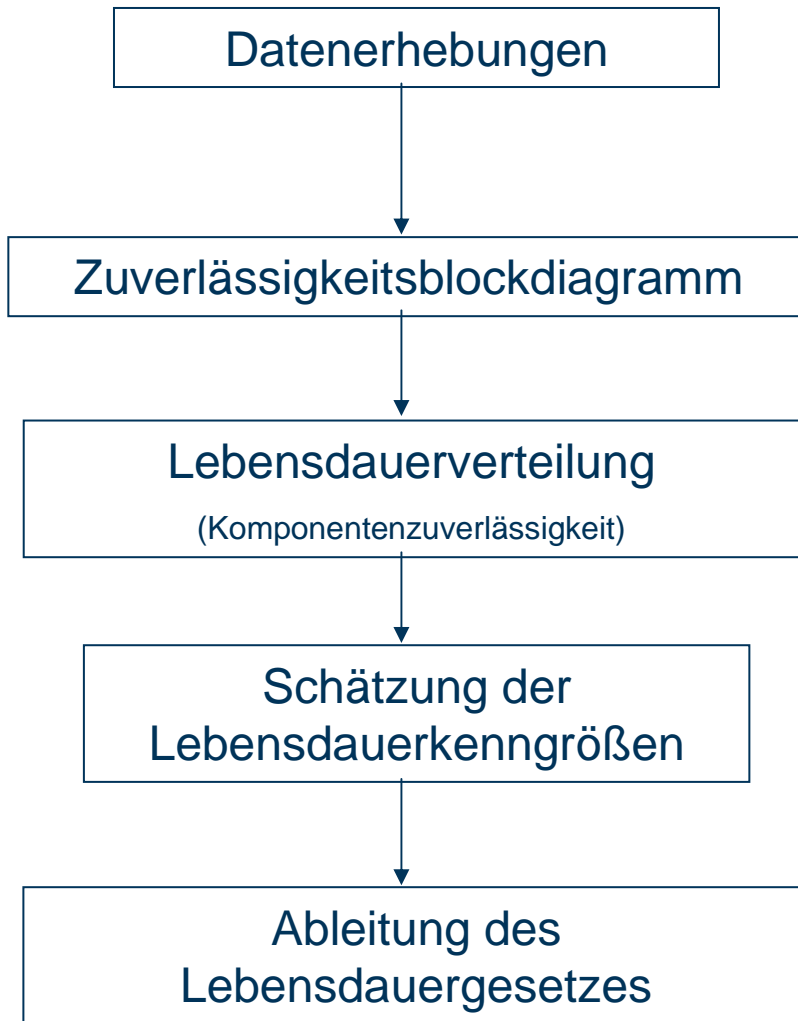 Datenerhebungen
Zuverlässigkeitsblockdiagramm
Lebensdauerverteilung
(Komponentenzuverlässigkeit)
Schätzung der
Lebensdauerkenngrößen
Ableitung des
Lebensdauergesetzes